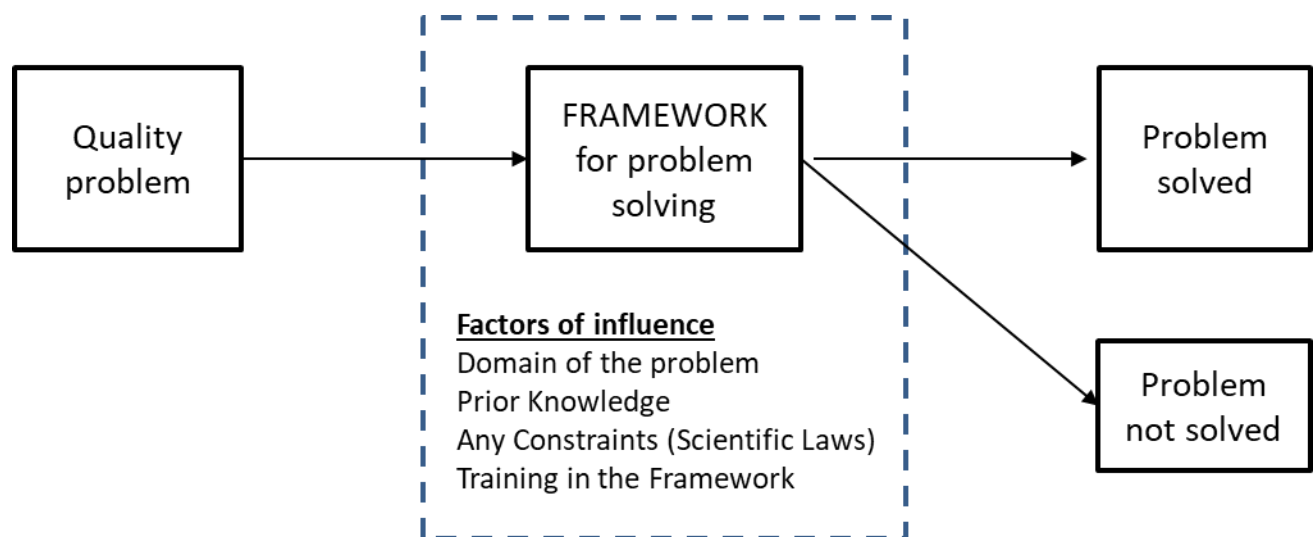 Quality
problem
FRAMEWORK
for problem
solving
Problem
solved
Factors of influence
Domain of the problem
Prior Knowledge
Any Constraints (Scientific Laws)
Training in the Framework
Problem
not solved